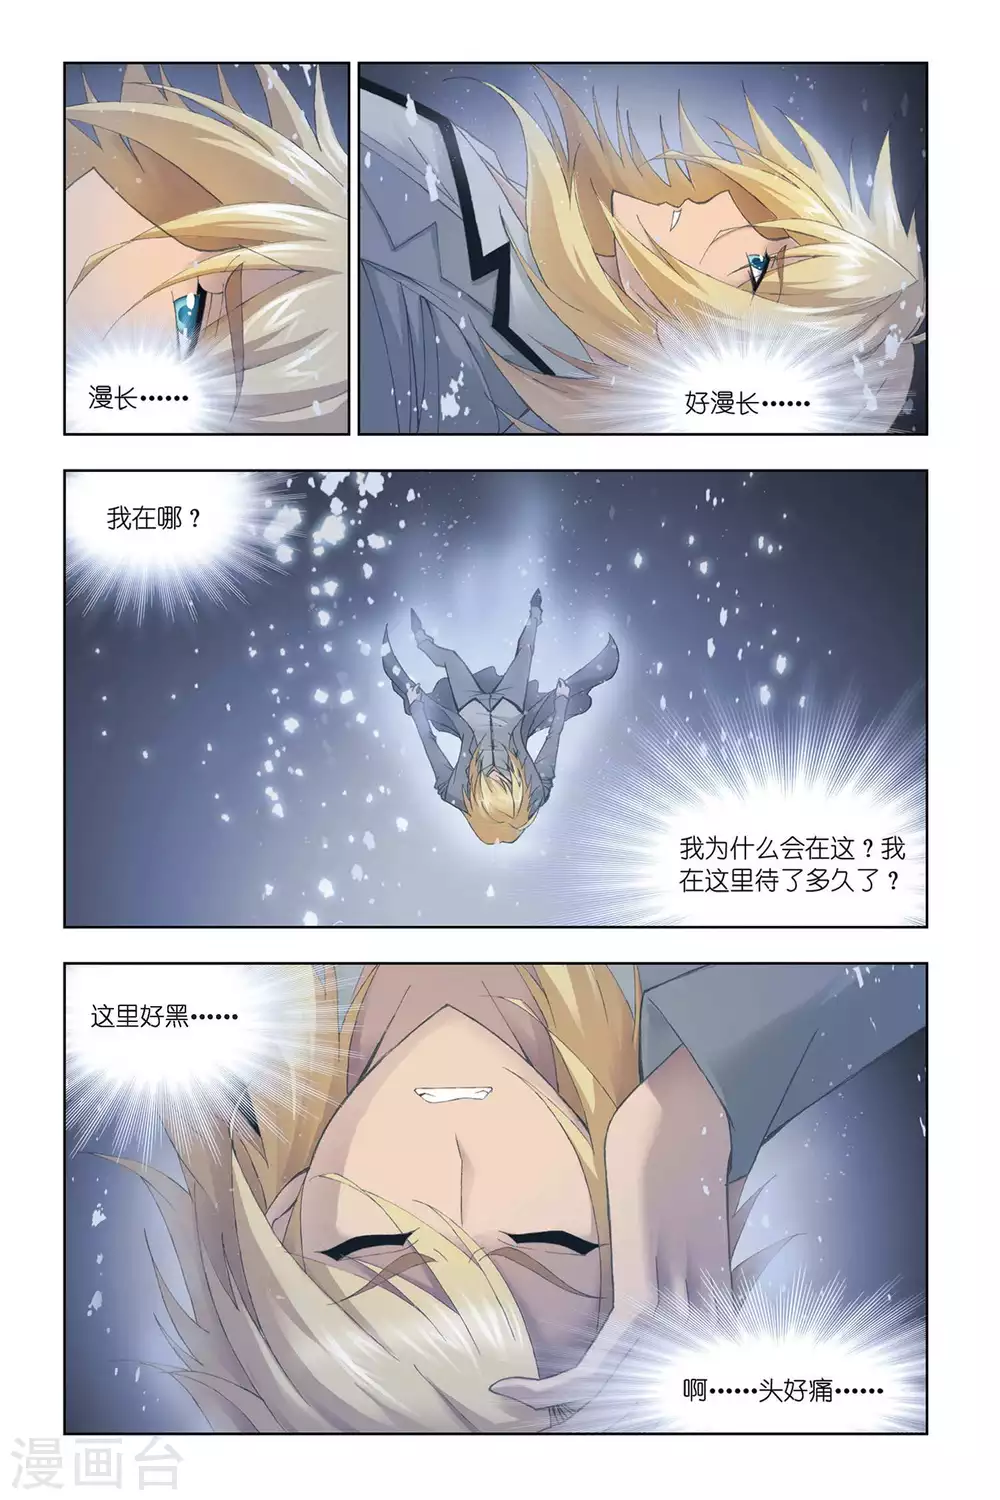 漫长……
好漫长……
我在哪？
我为什么会在这？我
在这里待了多久了？
这里好黑……
啊……头好痛……
漫画台